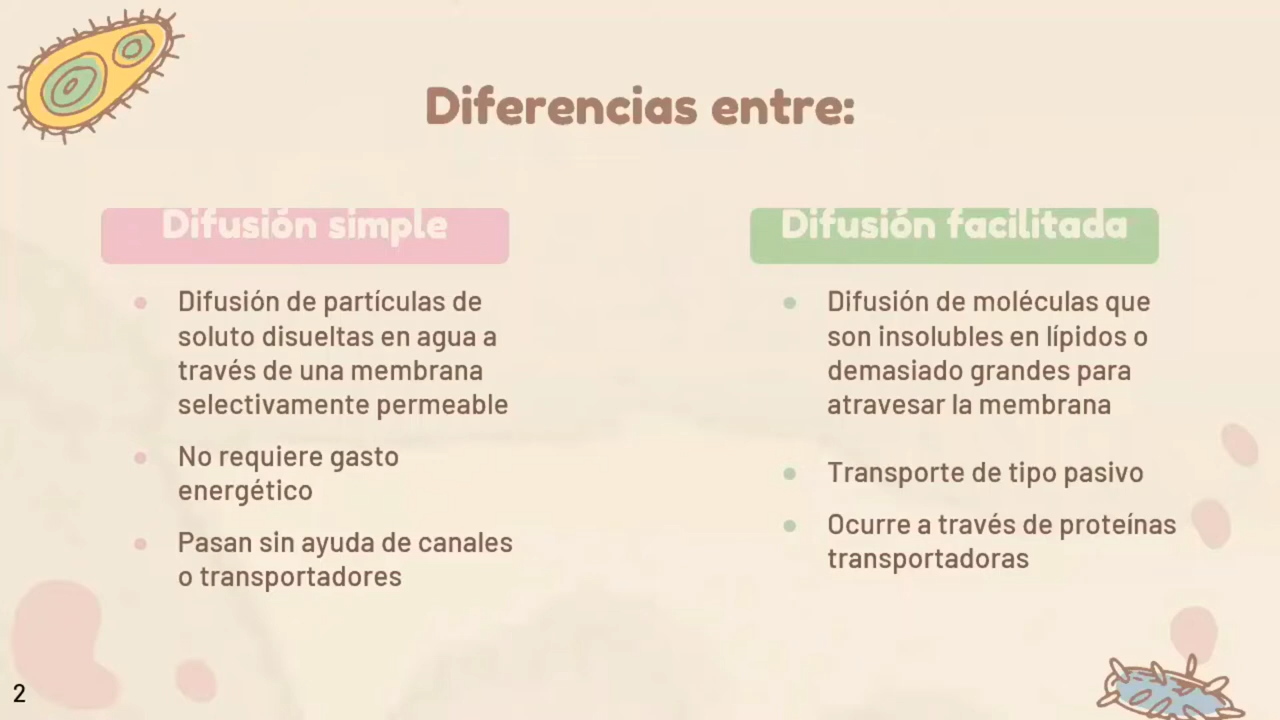 Diferencias entre:
Difusión simple
Difusión de partículas de
soluto disueltas en agua a
través de una membrana
selectivamente permeable
No requiere gasto
energético
Pasan sin ayuda de canales
o transportadores
Difusión facilitada
Difusión de moléculas que
son insolubles en lípidos o
demasiado grandes para
atravesar la membrana
Transporte de tipo pasivo
Ocurre a través de proteínas
transportadoras
2